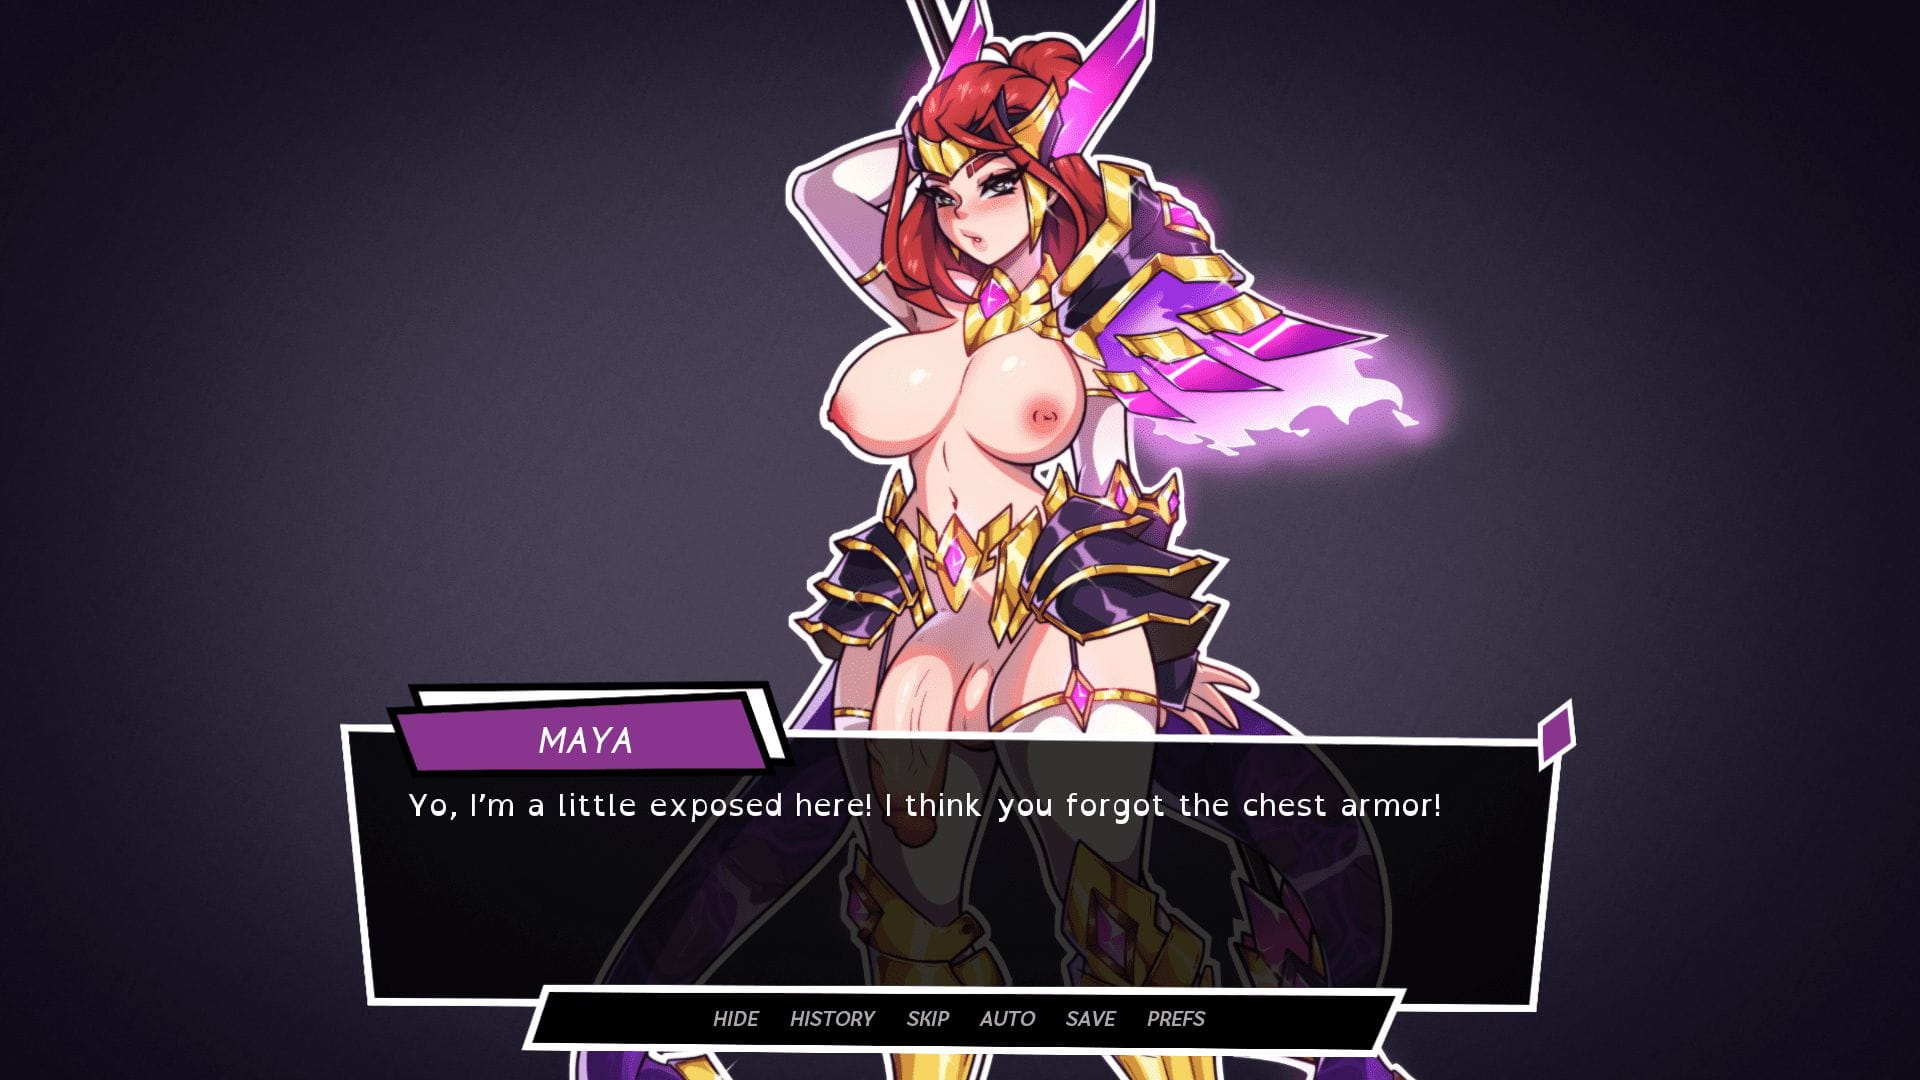 MAYA
Yo, I'm a little exposed here! I think you forgot the chest armor!
HIDE HISTORY SKIP AUTO SAVE PREFS